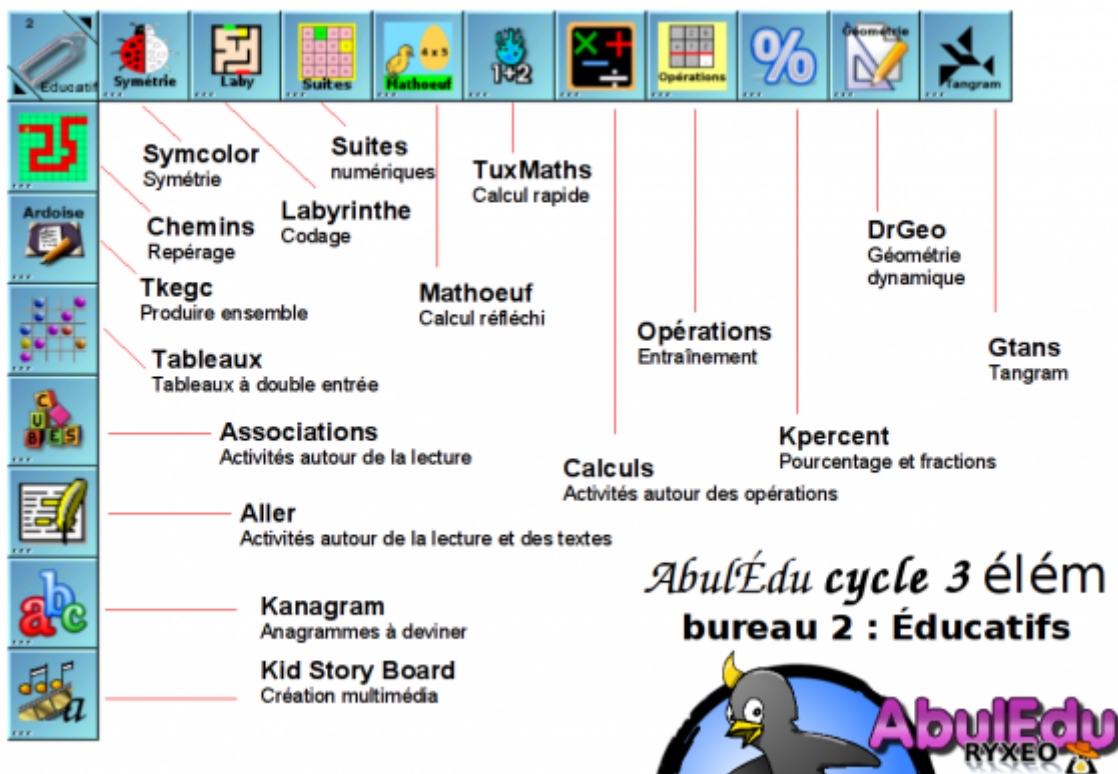 2
Educatif
Symétrie
Laby
Suites
4 x 5
Mathoeuf
1+2
Opérations
%
Géométrie
Tangram
Ardoise
C
U
B I E S
abc
a
Symcolor
Symétrie
Suites
numériques
TuxMaths
Calcul rapide
Labyrinthe
Codage
Chemins
Repérage
DrGeo
Géométrie
dynamique
Tkegc
Produire ensemble
Mathoeuf
Calcul réfléchi
Opérations
Entraînement
Gtans
Tangram
Tableaux
Tableaux à double entrée
Associations
Activités autour de la lecture
Kpercent
Pourcentage et fractions
Calculs
Activités autour des opérations
Aller
Activités autour de la lecture et des textes
AbulÉdu cycle 3 élém
bureau 2 : Éducatifs
Kanagram
Anagrammes à deviner
Kid Story Board
Création multimédia
AbulEdu
RYXEO